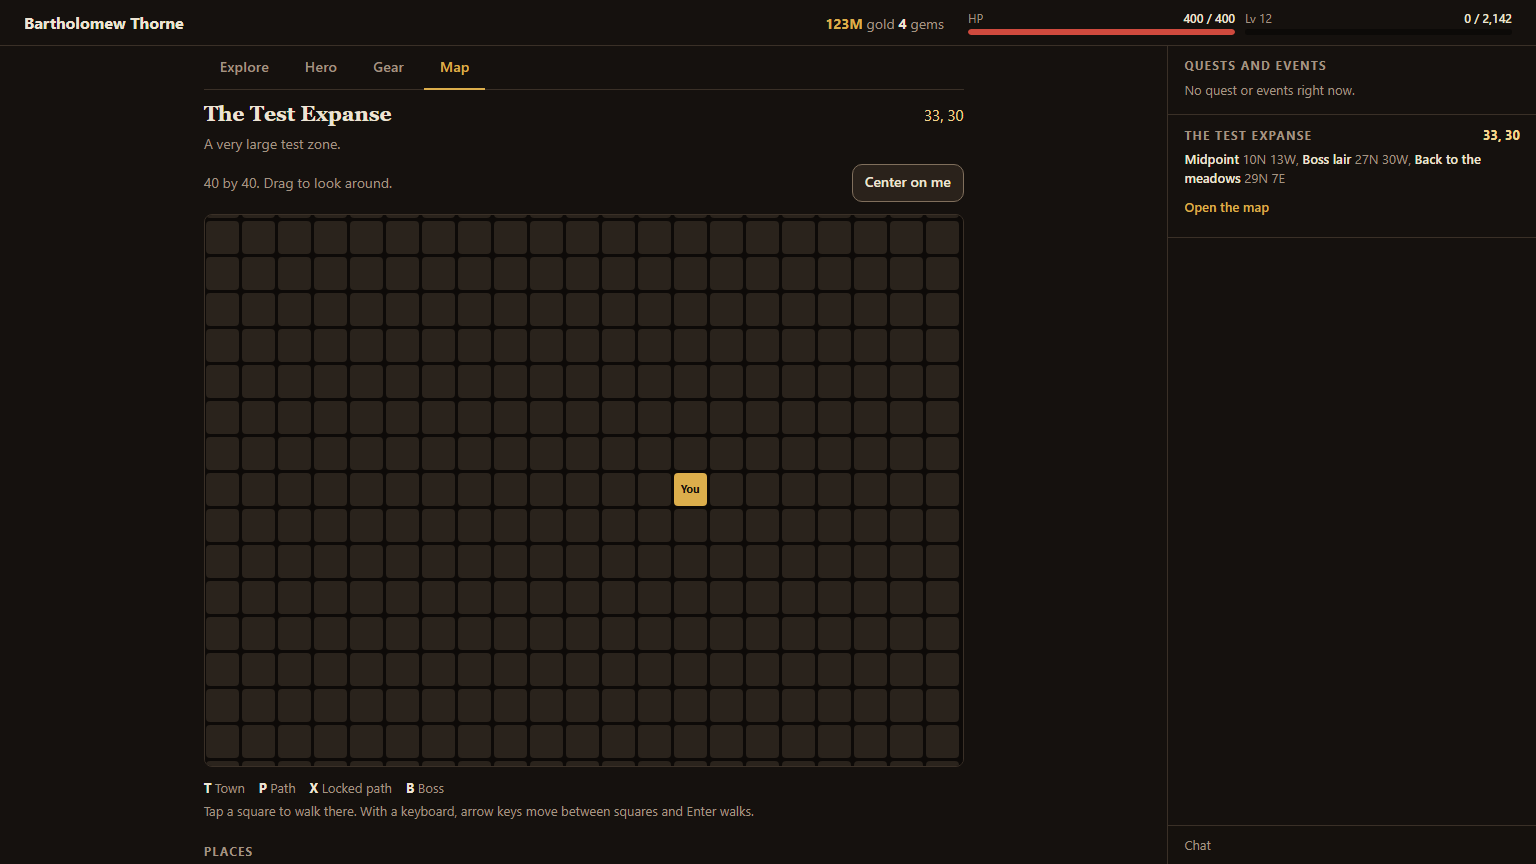 Bartholomew Thorne
123M gold 4 gems
HP 400 / 400
Lv 12 0 / 2,142
Explore Hero Gear Map
The Test Expanse 33, 30
A very large test zone.
40 by 40. Drag to look around.
Center on me
You
T Town P Path X Locked path B Boss
Tap a square to walk there. With a keyboard, arrow keys move between squares and Enter walks.
PLACES
QUESTS AND EVENTS
No quest or events right now.
THE TEST EXPANSE 33, 30
Midpoint 10N 13W, Boss lair 27N 30W, Back to the
meadows 29N 7E
Open the map
Chat